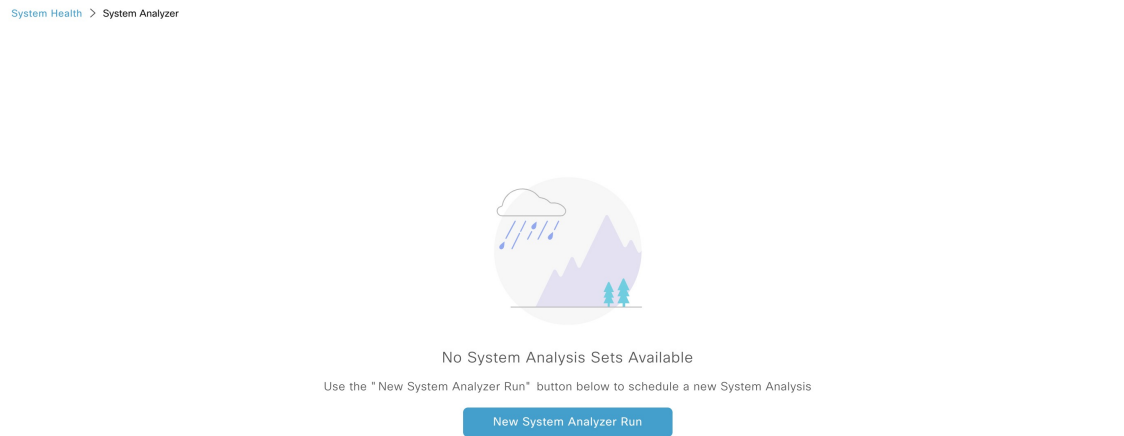 System Health > System Analyzer
No System Analysis Sets Available
Use the "New System Analyzer Run" button below to schedule a new System Analysis
New System Analyzer Run